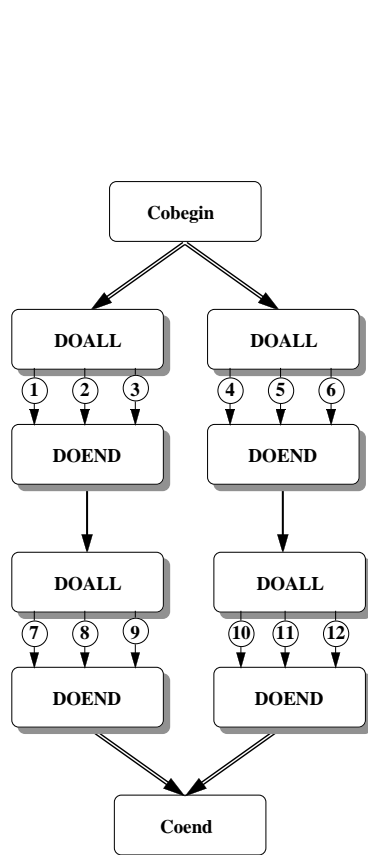 Cobegin
DOALL DOALL
1 2 3 4 5 6
DOEND DOEND
DOALL DOALL
7 8 9 10 11 12
DOEND DOEND
Coend